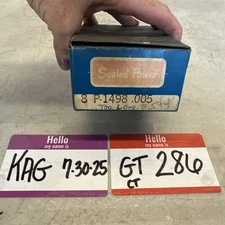 Sealed Power
8 P-1498 .005
Hello
my name is
KAG 7-30-25
Hello
my name is
GT 286
CT